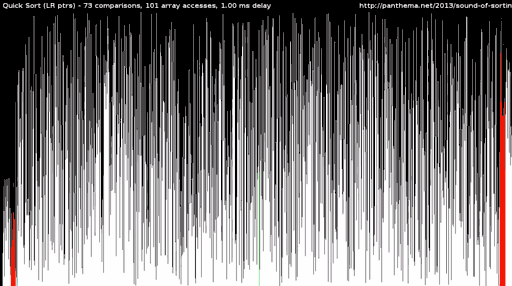 Quick Sort (LR ptrs) - 73 comparisons, 101 array accesses, 1.00 ms delay
http://panthema.net/2013/sound-of-sortin